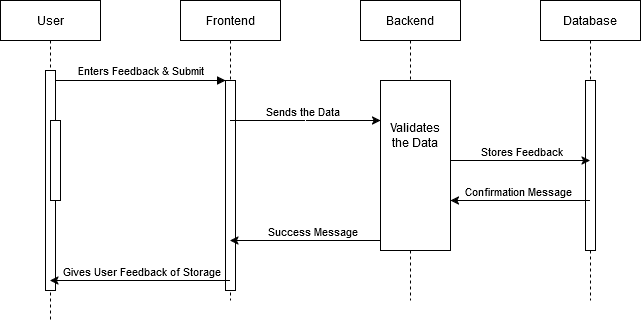 User
Frontend
Backend
Database
Enters Feedback & Submit
Sends the Data
Validates
the Data
Stores Feedback
Confirmation Message
Success Message
Gives User Feedback of Storage